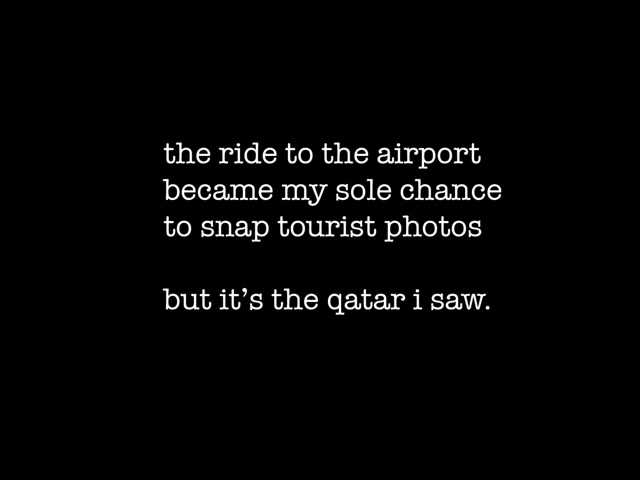 the ride to the airport
became my sole chance
to snap tourist photos
but it’s the qatar i saw.